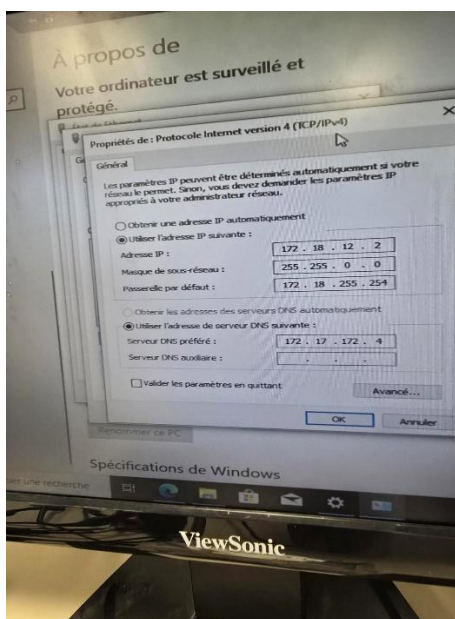 À propos de
Votre ordinateur est surveillé et
protégé.
Propriétés de : Protocole Internet version 4 (TCP/IPv4)
Général
Les paramètres IP peuvent être déterminés automatiquement si votre
réseau le permet. Sinon, vous devez demander les paramètres IP
appropriés à votre administrateur réseau.
Obtenir une adresse IP automatiquement
Utiliser l'adresse IP suivante :
Adresse IP : 172 . 18 . 12 . 2
Masque de sous-réseau : 255 . 255 . 0 . 0
Passerelle par défaut : 172 . 18 . 255 . 254
Obtenir les adresses des serveurs DNS automatiquement
Utiliser l'adresse de serveur DNS suivante :
Serveur DNS préféré : 172 . 17 . 172 . 4
Serveur DNS auxiliaire : . . .
Valider les paramètres en quittant
Avancé...
OK Annuler
Renommer ce PC
Spécifications de Windows
une recherche
ViewSonic